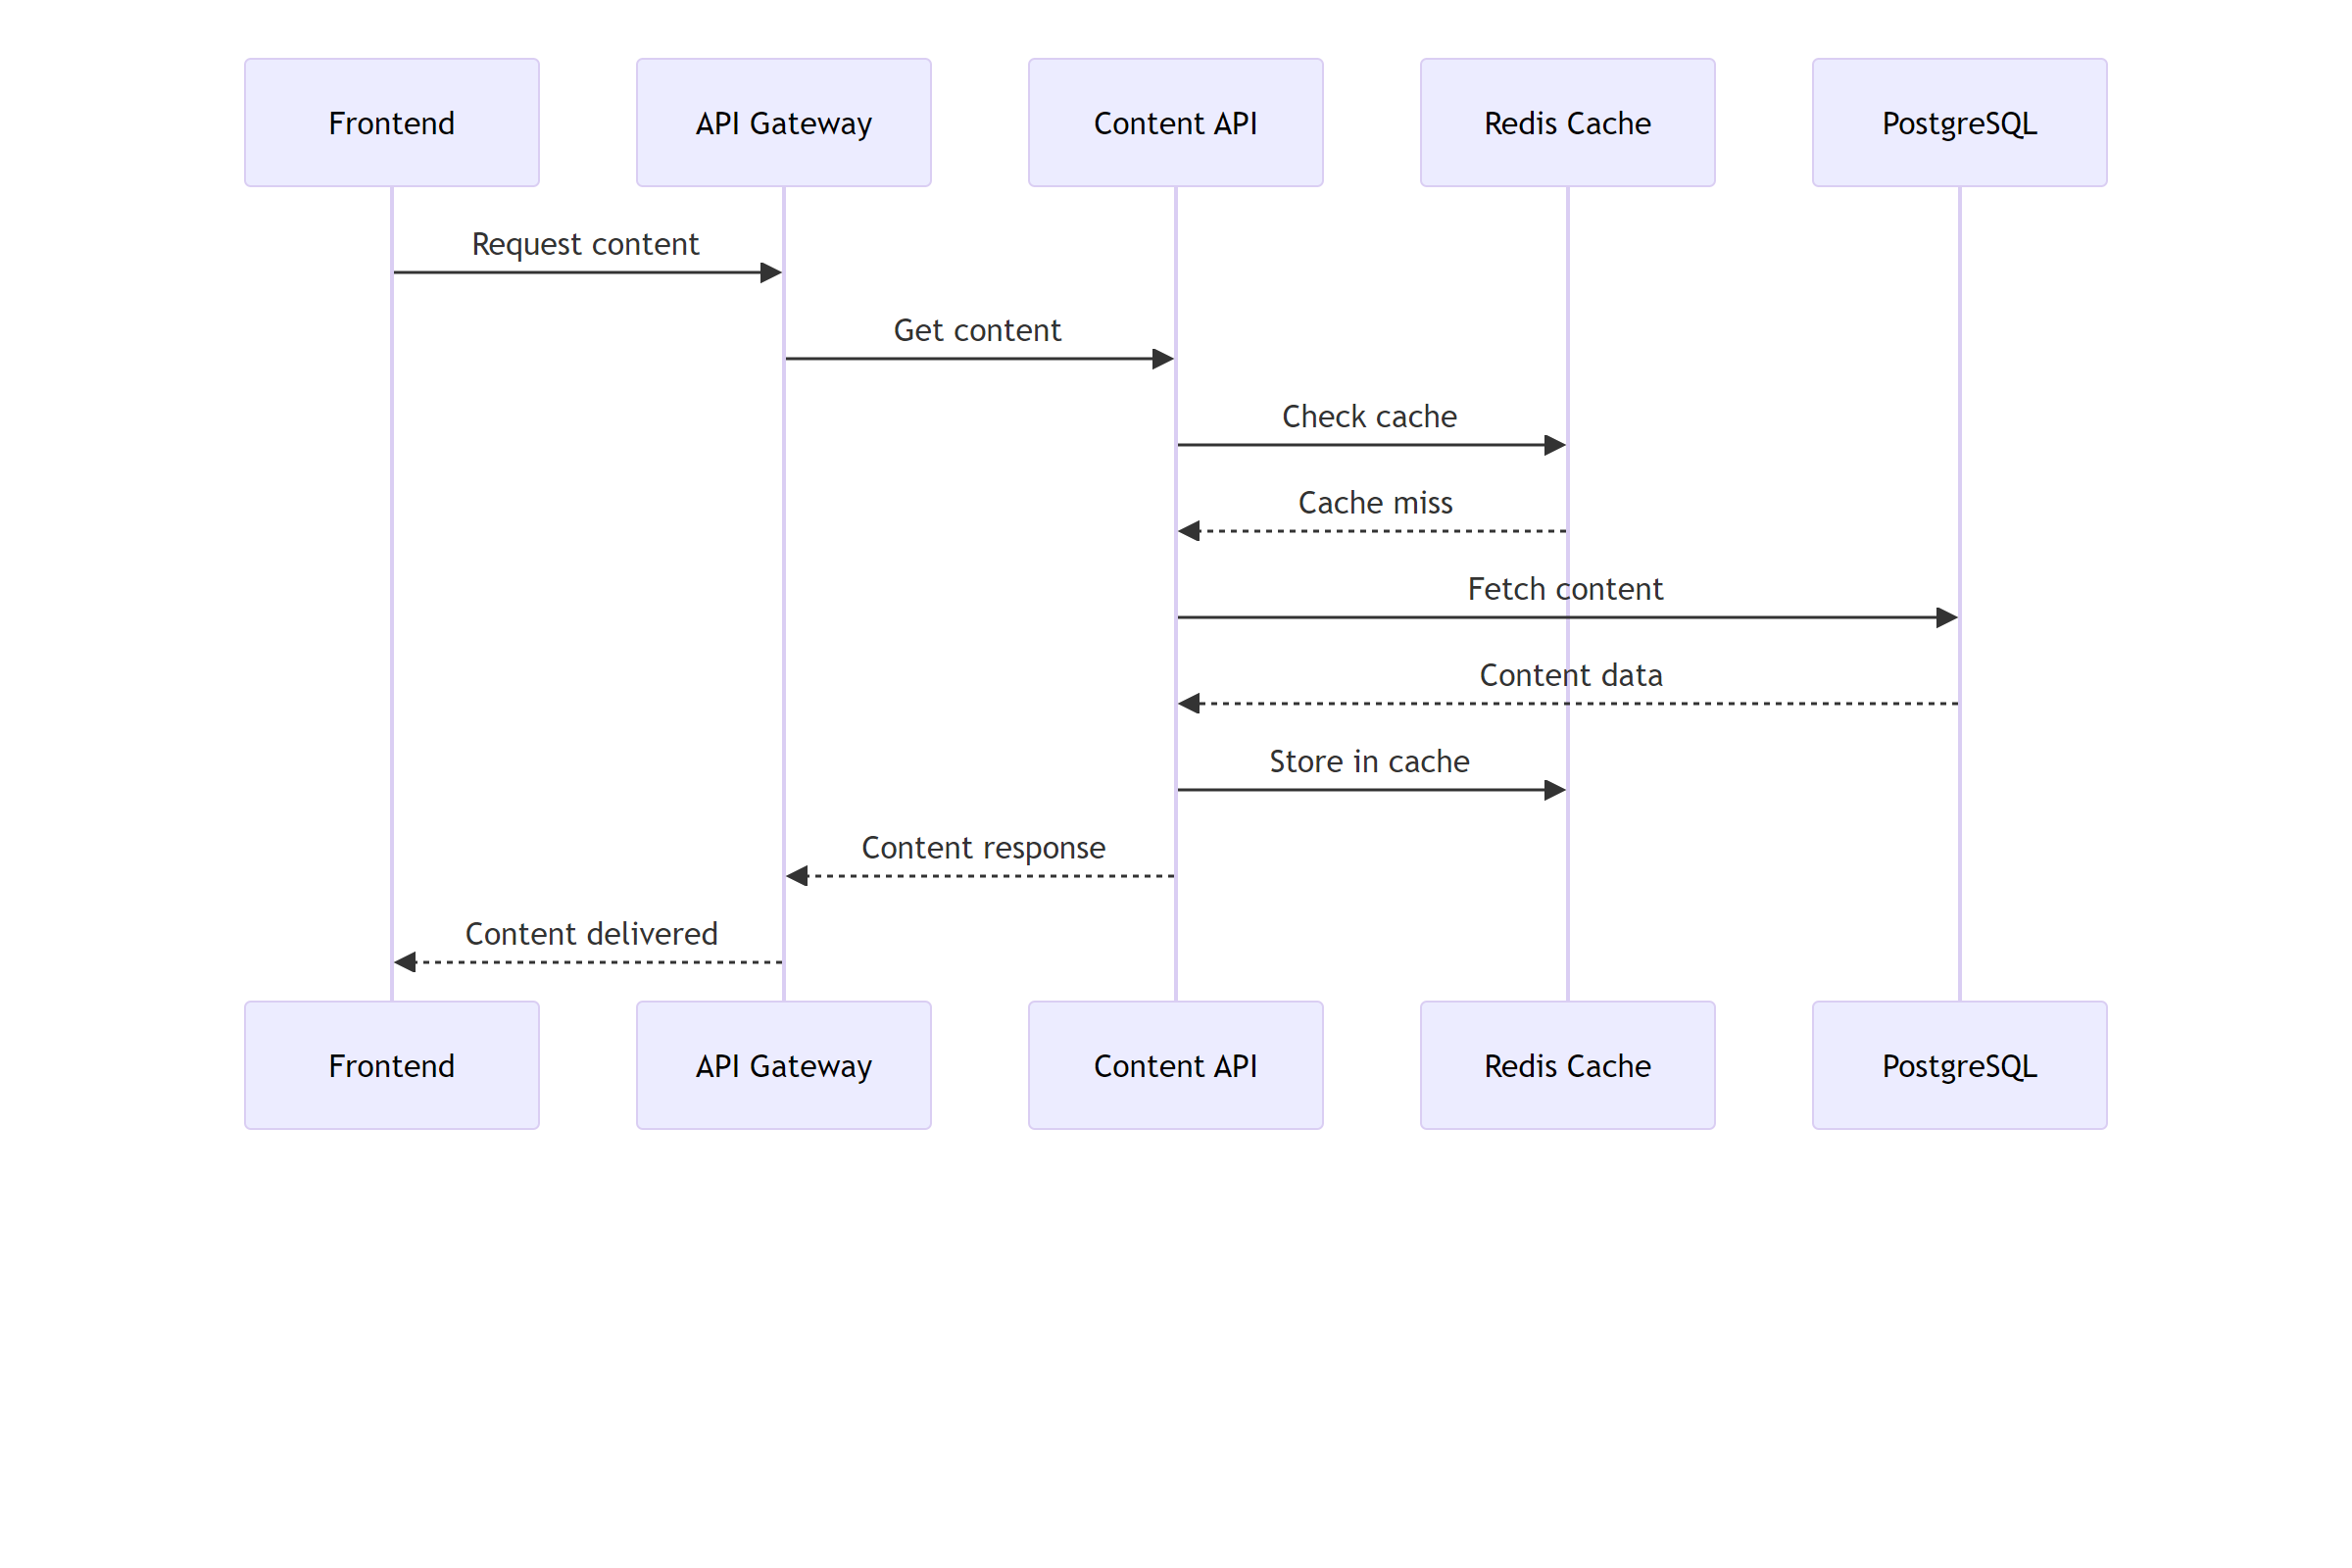 Frontend
API Gateway
Content API
Redis Cache
PostgreSQL
Request content
Get content
Check cache
Cache miss
Fetch content
Content data
Store in cache
Content response
Content delivered
Frontend
API Gateway
Content API
Redis Cache
PostgreSQL